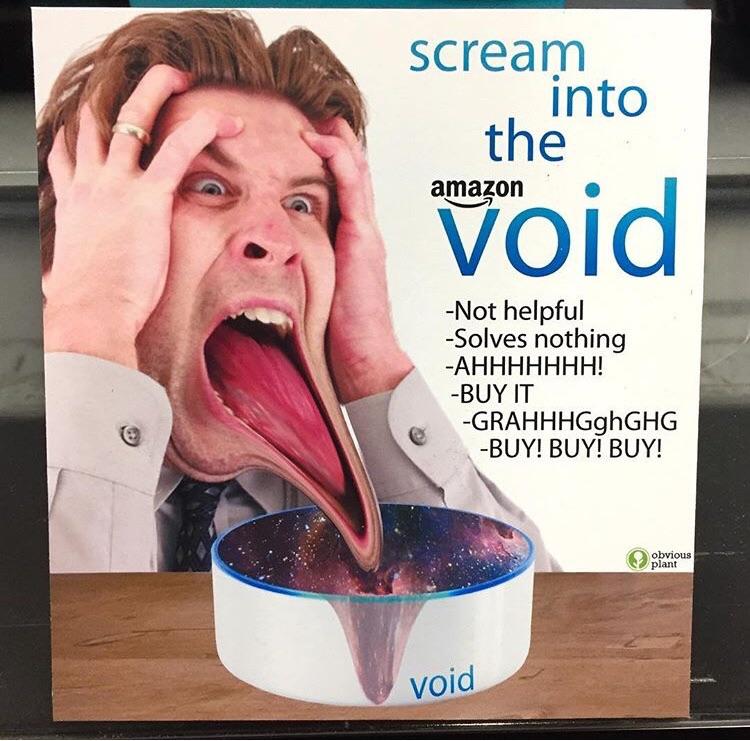 scream
into
the
amazon
void
-Not helpful
-Solves nothing
-AHHHHHHH!
-BUY IT
-GRAHHHGghGHG
-BUY! BUY! BUY!
obvious
plant
void